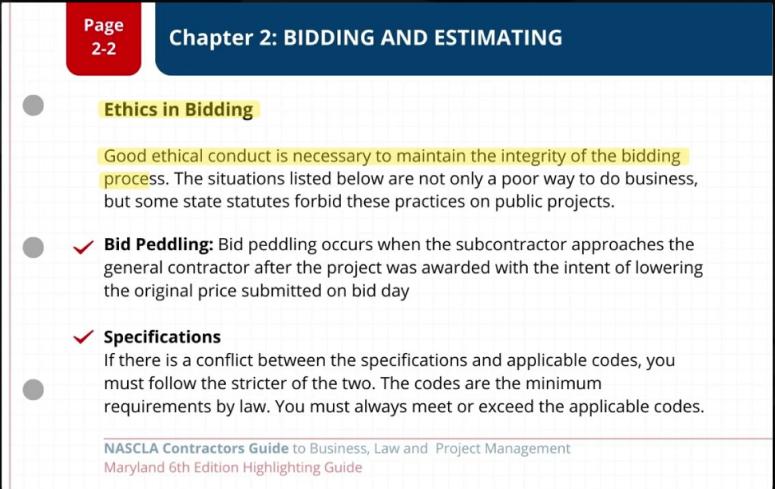 Page
2-2
Chapter 2: BIDDING AND ESTIMATING
Ethics in Bidding
Good ethical conduct is necessary to maintain the integrity of the bidding
process. The situations listed below are not only a poor way to do business,
but some state statutes forbid these practices on public projects.
Bid Peddling: Bid peddling occurs when the subcontractor approaches the
general contractor after the project was awarded with the intent of lowering
the original price submitted on bid day
Specifications
If there is a conflict between the specifications and applicable codes, you
must follow the stricter of the two. The codes are the minimum
requirements by law. You must always meet or exceed the applicable codes.
NASCLA Contractors Guide to Business, Law and Project Management
Maryland 6th Edition Highlighting Guide